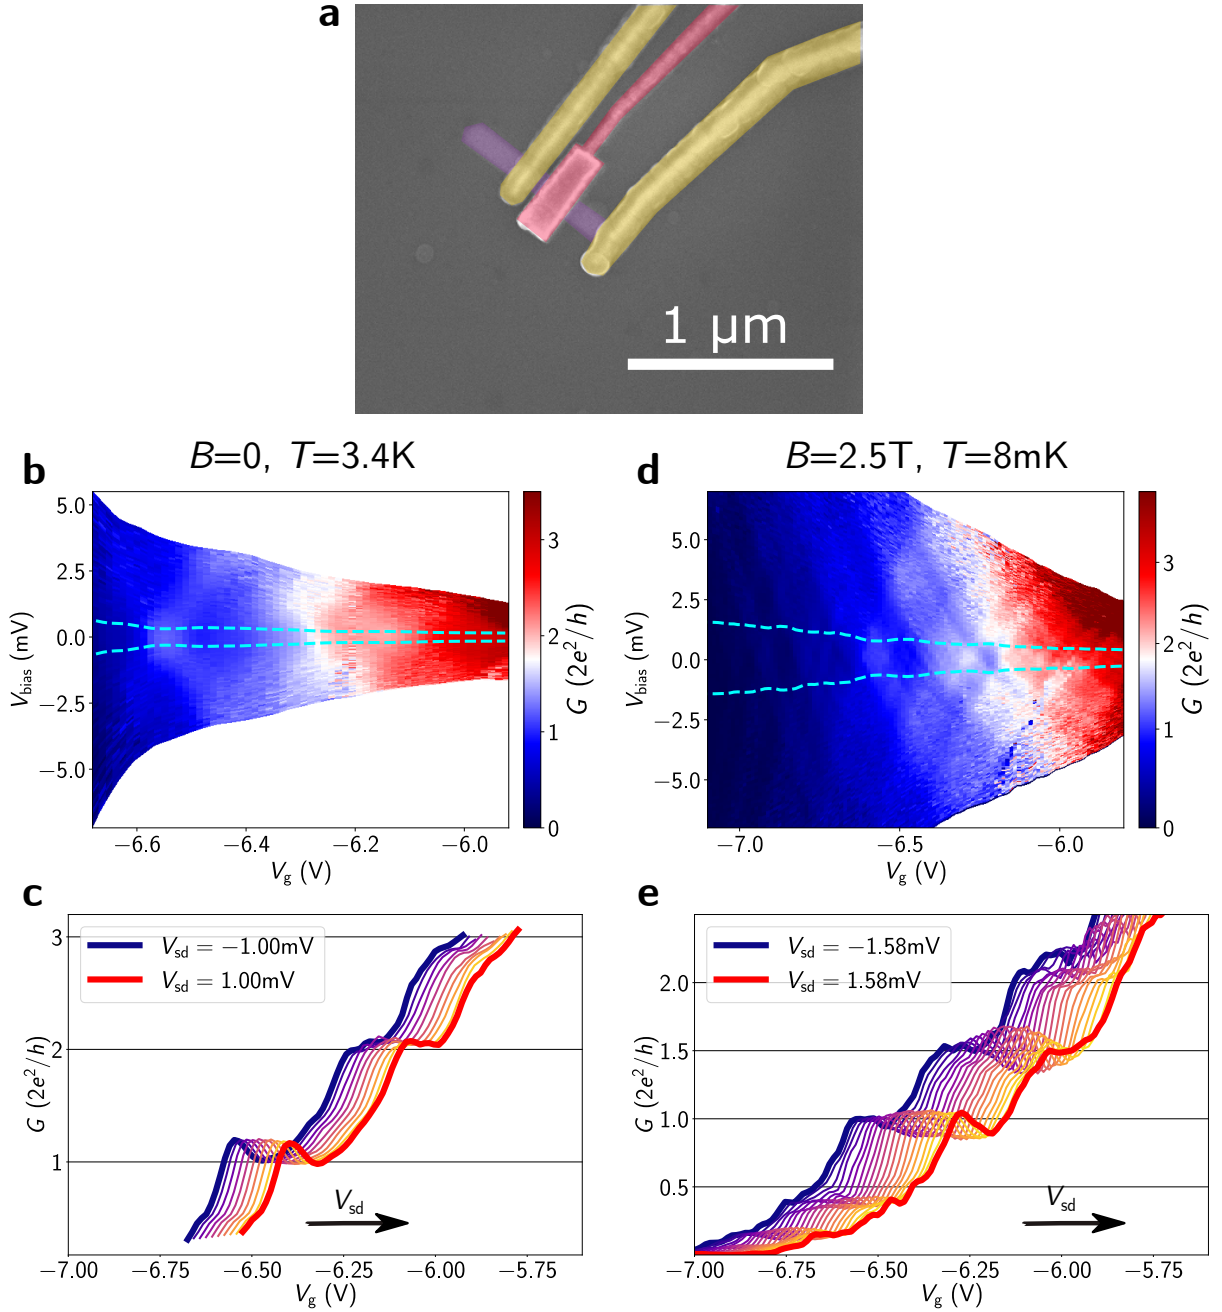 a
1 μm
b
B=0, T=3.4K
5.0
2.5
0.0
−2.5
−5.0
V_bias (mV)
−6.6
−6.4
−6.2
−6.0
V_g (V)
3
2
1
0
G (2e²/h)
d
B=2.5T, T=8mK
5.0
2.5
0.0
−2.5
−5.0
V_bias (mV)
−7.0
−6.5
−6.0
V_g (V)
3
2
1
0
G (2e²/h)
c
V_sd = −1.00mV
V_sd = 1.00mV
3
2
1
G (2e²/h)
V_sd
−7.00
−6.75
−6.50
−6.25
−6.00
−5.75
V_g (V)
e
V_sd = −1.58mV
V_sd = 1.58mV
2.0
1.5
1.0
0.5
G (2e²/h)
V_sd
−7.00
−6.75
−6.50
−6.25
−6.00
−5.75
V_g (V)